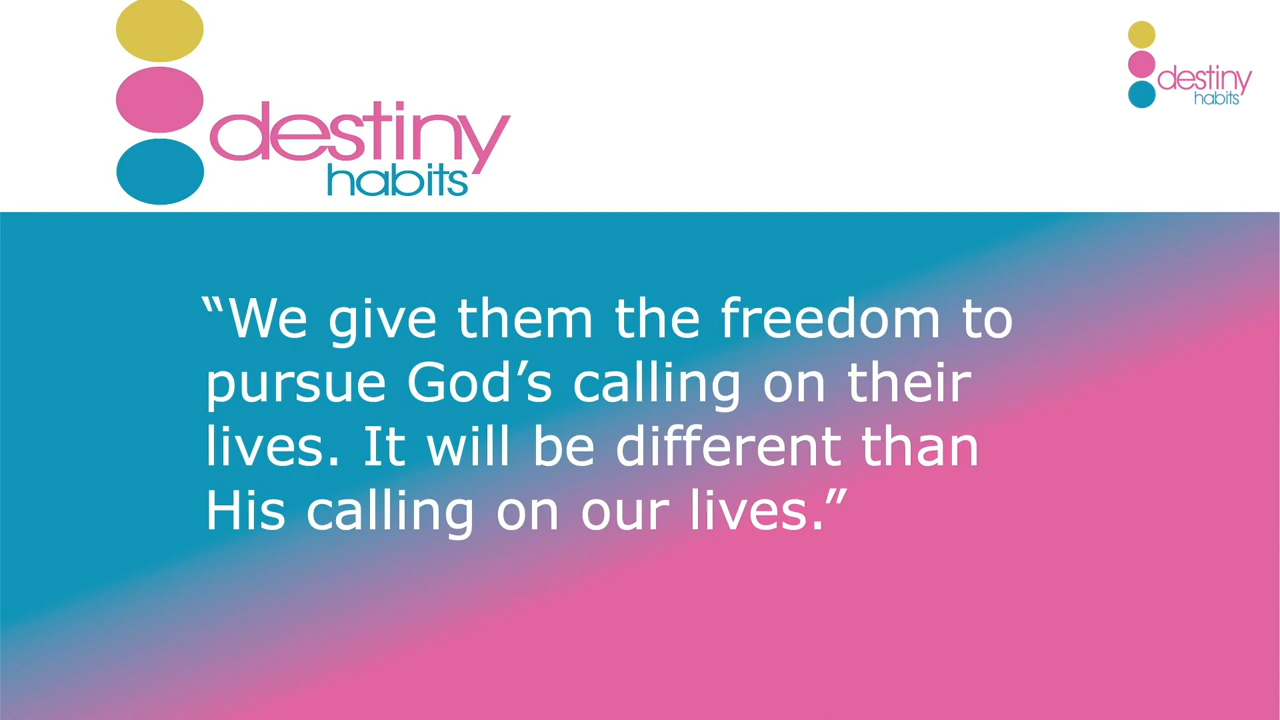 destiny
habits
destiny
habits
“We give them the freedom to
pursue God’s calling on their
lives. It will be different than
His calling on our lives.”